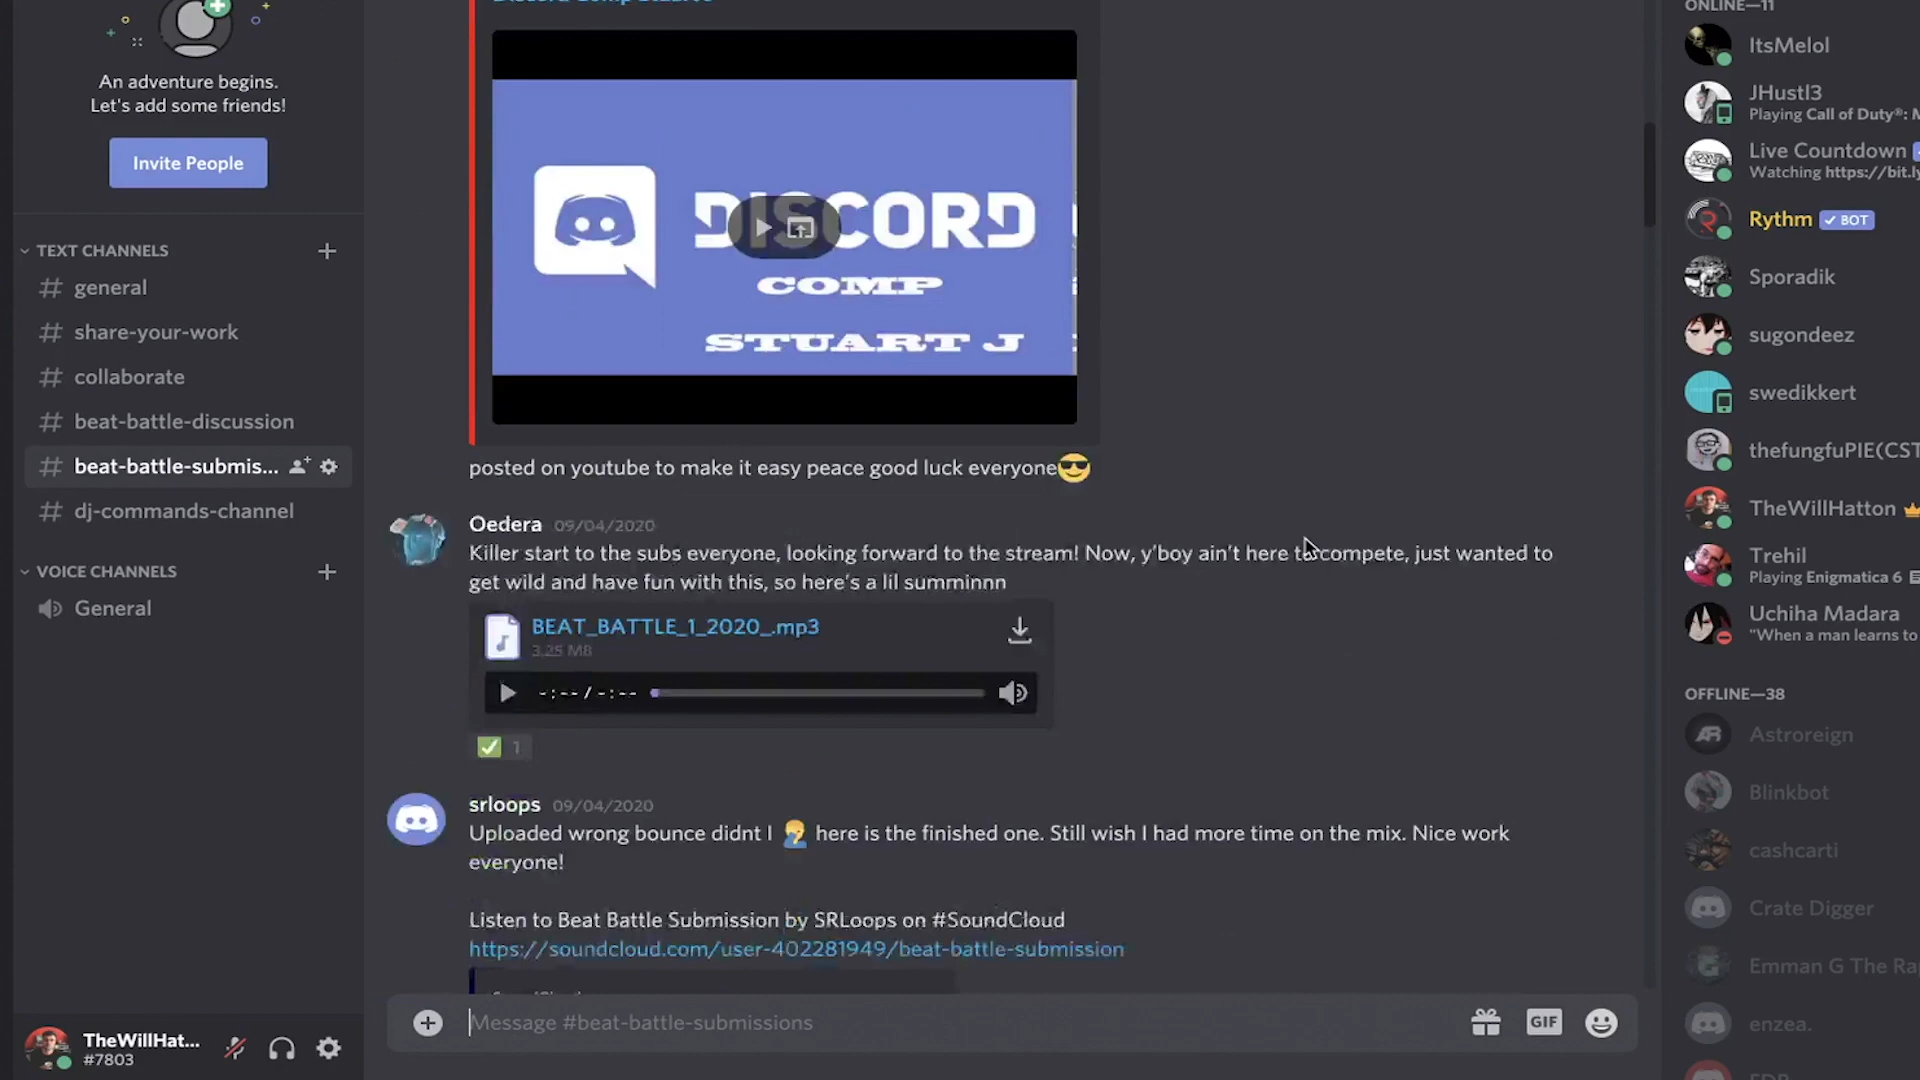 An adventure begins.
Let's add some friends!
Invite People
TEXT CHANNELS
general
share-your-work
collaborate
beat-battle-discussion
beat-battle-submis...
dj-commands-channel
VOICE CHANNELS
General
TheWillHat...
#7803
DISCORD
COMP
STUART J
posted on youtube to make it easy peace good luck everyone😎
Oedera 09/04/2020
Killer start to the subs everyone, looking forward to the stream! Now, y'boy ain't here to compete, just wanted to
get wild and have fun with this, so here's a lil summinnn
BEAT_BATTLE_1_2020_.mp3
3.25 MB
-:-- / -:--
✅ 1
srloops 09/04/2020
Uploaded wrong bounce didnt I 🤦 here is the finished one. Still wish I had more time on the mix. Nice work
everyone!
Listen to Beat Battle Submission by SRLoops on #SoundCloud
https://soundcloud.com/user-402281949/beat-battle-submission
Message #beat-battle-submissions
GIF
ONLINE—11
ItsMelol
JHustl3
Playing Call of Duty®:
Live Countdown
Watching https://bit.ly
Rythm BOT
Sporadik
sugondeez
swedikkert
thefungfuPIE(CST
TheWillHatton
Trehil
Playing Enigmatica 6
Uchiha Madara
"When a man learns to
OFFLINE—38
Astroreign
Blinkbot
cashcarti
Crate Digger
Emman G The Ra
enzea.